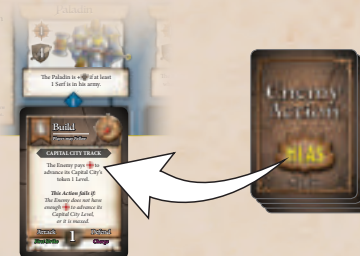 Paladin
The Paladin is + if at least
1 Serf is in his army.
Build
CAPITAL CITY TRACK
The Enemy pays to
advance its Capital City's
token 1 Level.
This Action fails if:
The Enemy does not have
enough to advance its
Capital City Level,
or it is maxed.
Attack
1
Charge
Enemy
Action